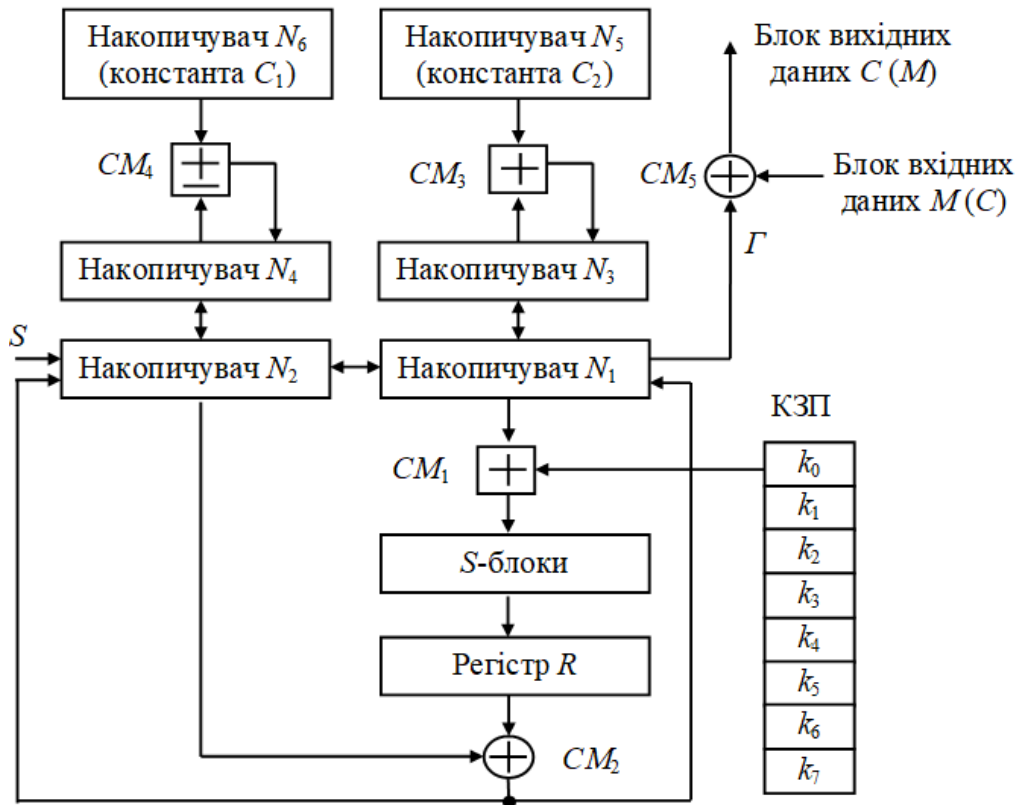 Накопичувач N₆
(константа C₁)
Накопичувач N₅
(константа C₂)
Блок вихідних
даних C (M)
CM₄
CM₃
CM₅
Блок вхідних
даних M (C)
Накопичувач N₄
Накопичувач N₃
Г
S
Накопичувач N₂
Накопичувач N₁
КЗП
CM₁
k₀
k₁
k₂
k₃
k₄
k₅
k₆
k₇
S-блоки
Регістр R
CM₂